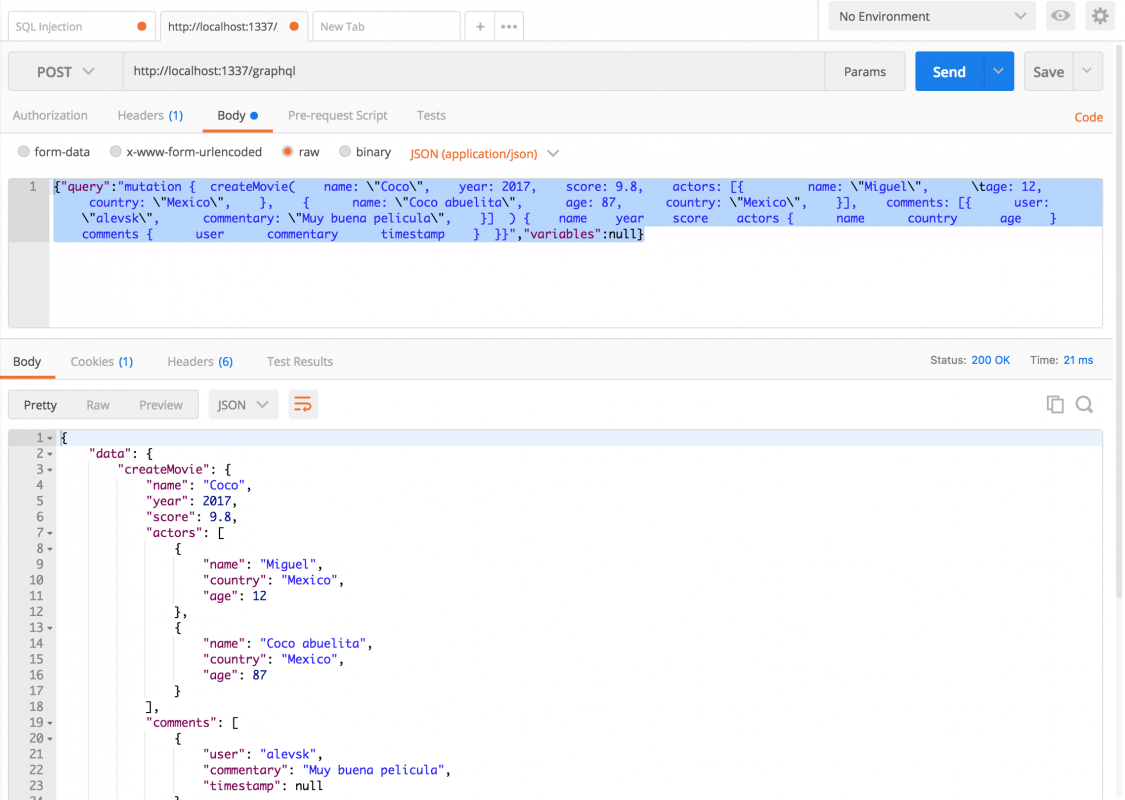 SQL Injection http://localhost:1337/ New Tab + ••• No Environment
POST http://localhost:1337/graphql Params Send Save
Authorization Headers (1) Body Pre-request Script Tests Code
form-data x-www-form-urlencoded raw binary JSON (application/json)
1 {"query":"mutation { createMovie( name: \"Coco\", year: 2017, score: 9.8, actors: [{ name: \"Miguel\", \tage: 12,
country: \"Mexico\", }, { name: \"Coco abuelita\", age: 87, country: \"Mexico\", }], comments: [{ user:
\"alevsk\", commentary: \"Muy buena pelicula\", }] ) { name year score actors { name country age }
comments { user commentary timestamp } }}","variables":null}
Body Cookies (1) Headers (6) Test Results Status: 200 OK Time: 21 ms
Pretty Raw Preview JSON
1 {
2 "data": {
3 "createMovie": {
4 "name": "Coco",
5 "year": 2017,
6 "score": 9.8,
7 "actors": [
8 {
9 "name": "Miguel",
10 "country": "Mexico",
11 "age": 12
12 },
13 {
14 "name": "Coco abuelita",
15 "country": "Mexico",
16 "age": 87
17 }
18 ],
19 "comments": [
20 {
21 "user": "alevsk",
22 "commentary": "Muy buena pelicula",
23 "timestamp": null